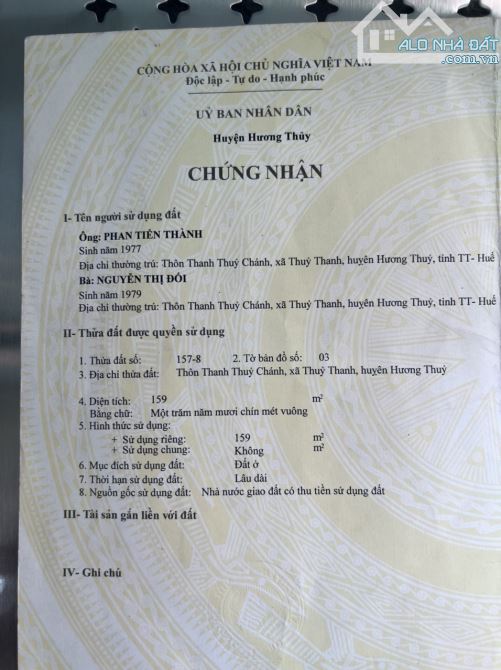 ALO NHÀ ĐẤT
.com.vn
CỘNG HÒA XÃ HỘI CHỦ NGHĨA VIỆT NAM
Độc lập - Tự do - Hạnh phúc
UỶ BAN NHÂN DÂN
Huyện Hương Thủy
CHỨNG NHẬN
I- Tên người sử dụng đất
Ông: PHAN TIẾN THÀNH
Sinh năm 1977
Địa chỉ thường trú: Thôn Thanh Thuỷ Chánh, xã Thuỷ Thanh, huyện Hương Thuỷ, tỉnh TT- Huế
Bà: NGUYỄN THỊ ĐÔI
Sinh năm 1979
Địa chỉ thường trú: Thôn Thanh Thuỷ Chánh, xã Thuỷ Thanh, huyện Hương Thuỷ, tỉnh TT- Huế
II- Thửa đất được quyền sử dụng
1. Thửa đất số: 157-8 2. Tờ bản đồ số: 03
3. Địa chỉ thửa đất: Thôn Thanh Thuỷ Chánh, xã Thuỷ Thanh, huyện Hương Thuỷ
4. Diện tích: 159 m²
Bằng chữ: Một trăm năm mươi chín mét vuông
5. Hình thức sử dụng:
+ Sử dụng riêng: 159 m²
+ Sử dụng chung: Không m²
6. Mục đích sử dụng đất: Đất ở
7. Thời hạn sử dụng đất: Lâu dài
8. Nguồn gốc sử dụng đất: Nhà nước giao đất có thu tiền sử dụng đất
III- Tài sản gắn liền với đất
IV- Ghi chú